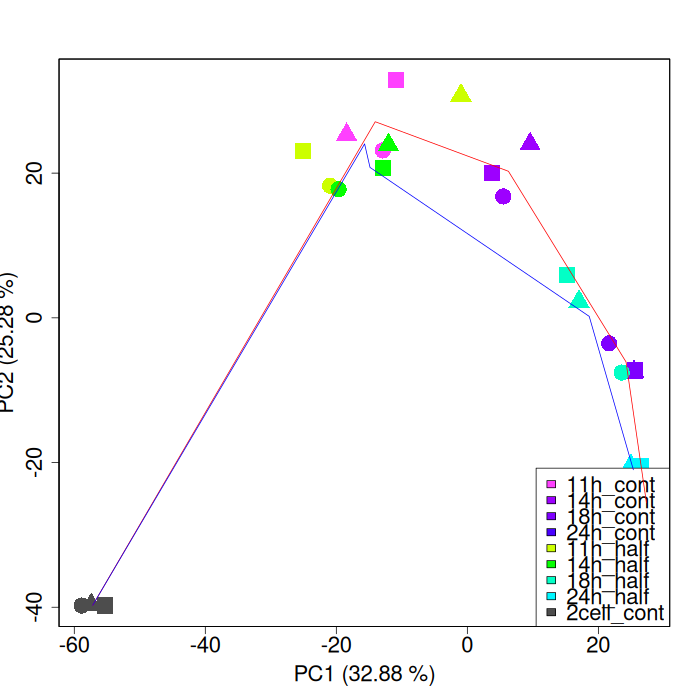 20
0
-20
-40
PC2 (25.28 %)
-60
-40
-20
0
20
PC1 (32.88 %)
11h_cont
14h_cont
18h_cont
24h_cont
11h_half
14h_half
18h_half
24h_half
2cell_cont